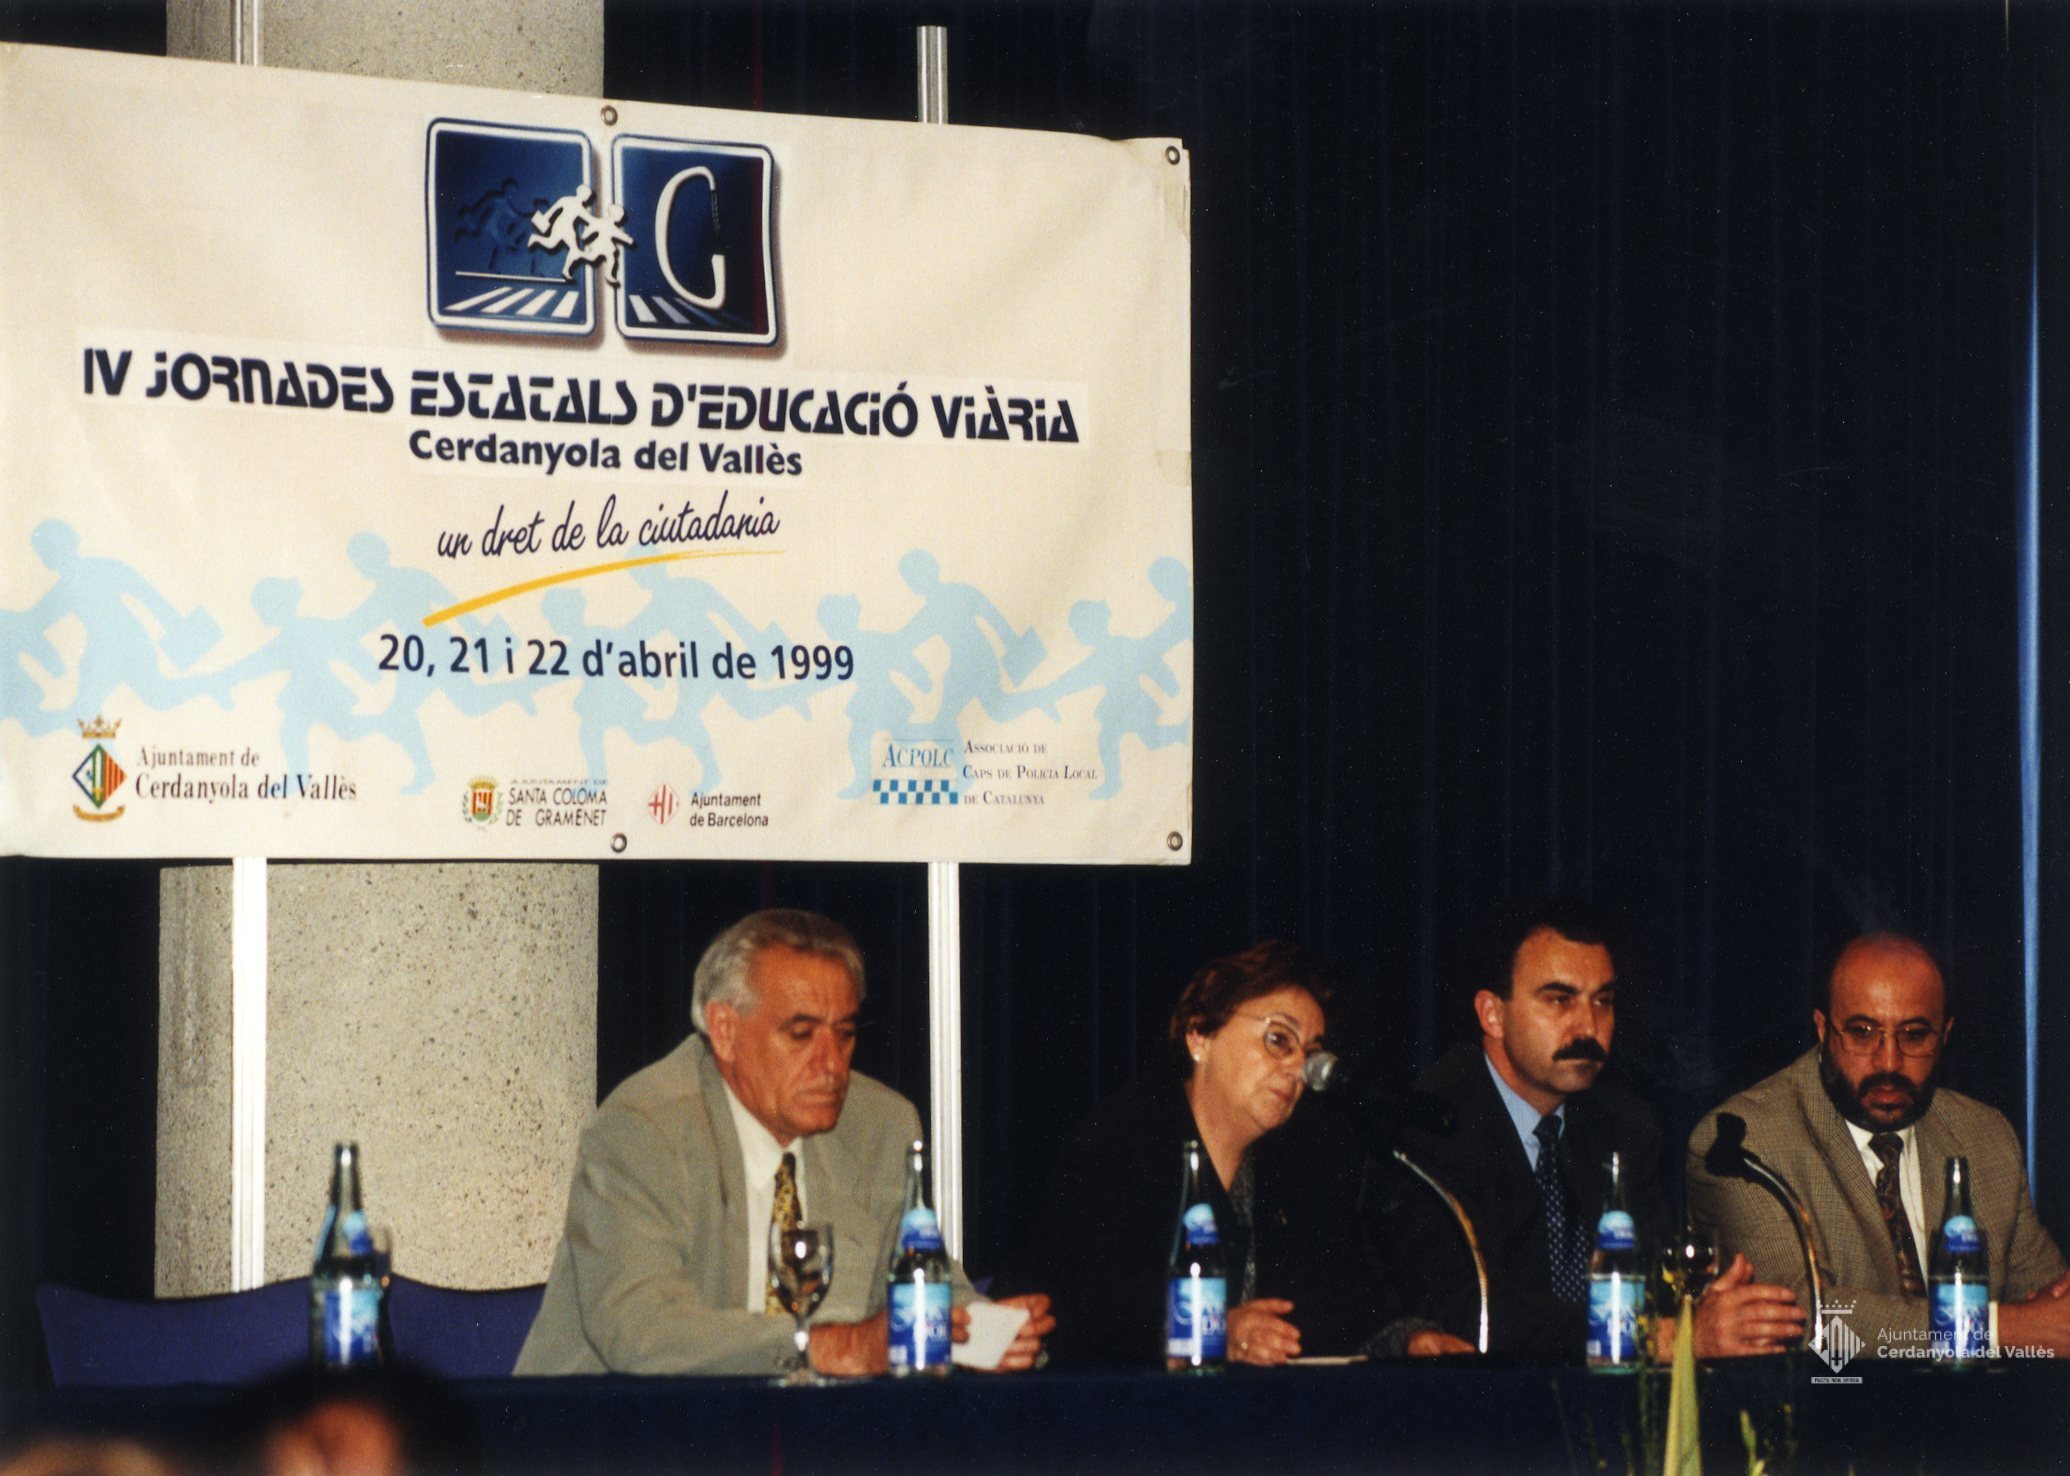 C
IV JORNADES ESTATALS D'EDUCACIÓ VIÀRIA
Cerdanyola del Vallès
un dret de la ciutadania
20, 21 i 22 d'abril de 1999
Ajuntament de
Cerdanyola del Vallès
AJUNTAMENT DE
SANTA COLOMA
DE GRAMENET
Ajuntament
de Barcelona
ACPOLC
ASSOCIACIÓ DE
CAPS DE POLICIA LOCAL
DE CATALUNYA
Ajuntament de
Cerdanyola del Vallès